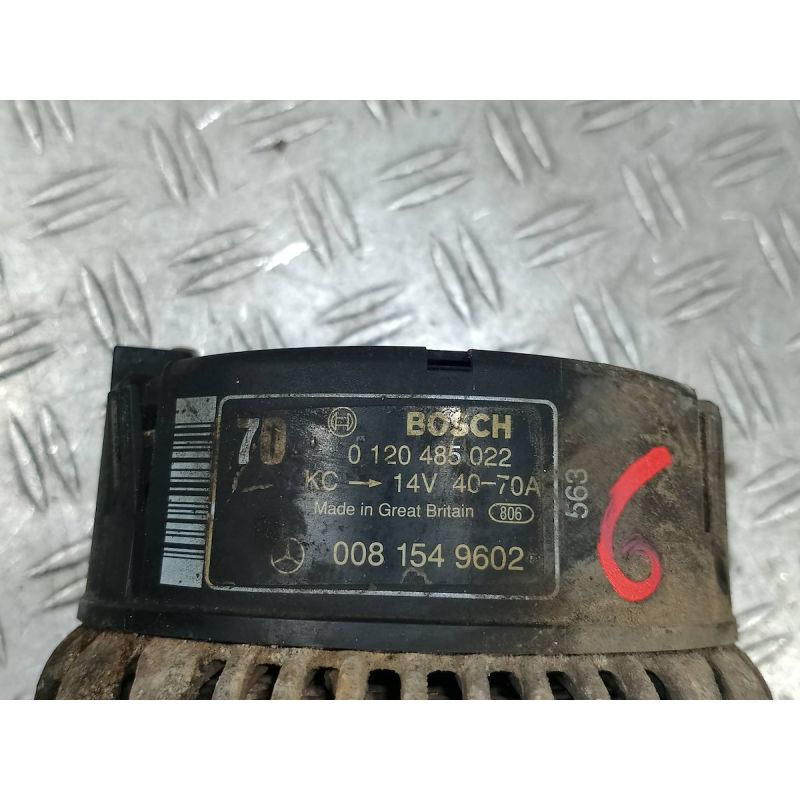 70 BOSCH
0 120 485 022
KC → 14V 40-70A
Made in Great Britain 806
008 154 9602
563
6